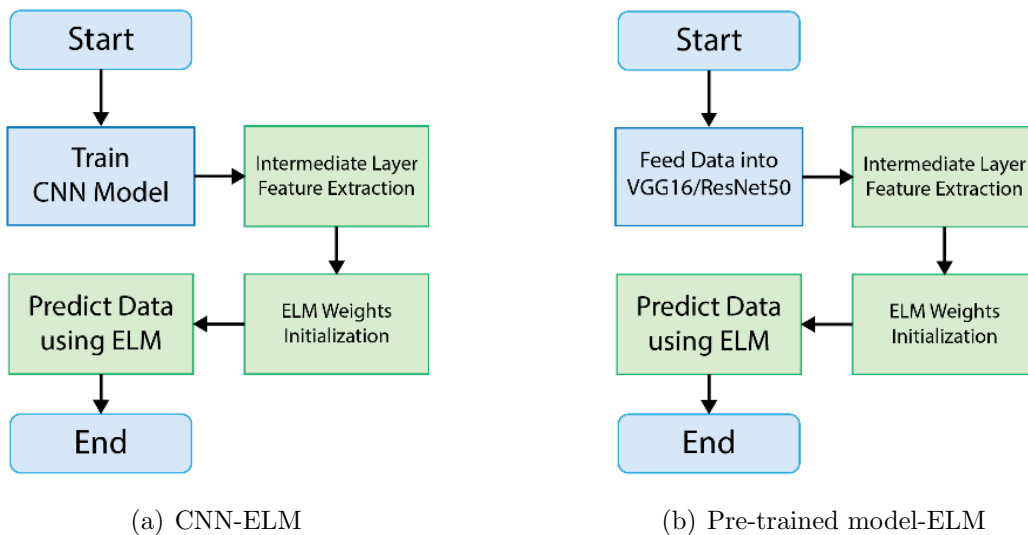 Start
Train
CNN Model
Intermediate Layer
Feature Extraction
Predict Data
using ELM
ELM Weights
Initialization
End
(a) CNN-ELM
Start
Feed Data into
VGG16/ResNet50
Intermediate Layer
Feature Extraction
Predict Data
using ELM
ELM Weights
Initialization
End
(b) Pre-trained model-ELM